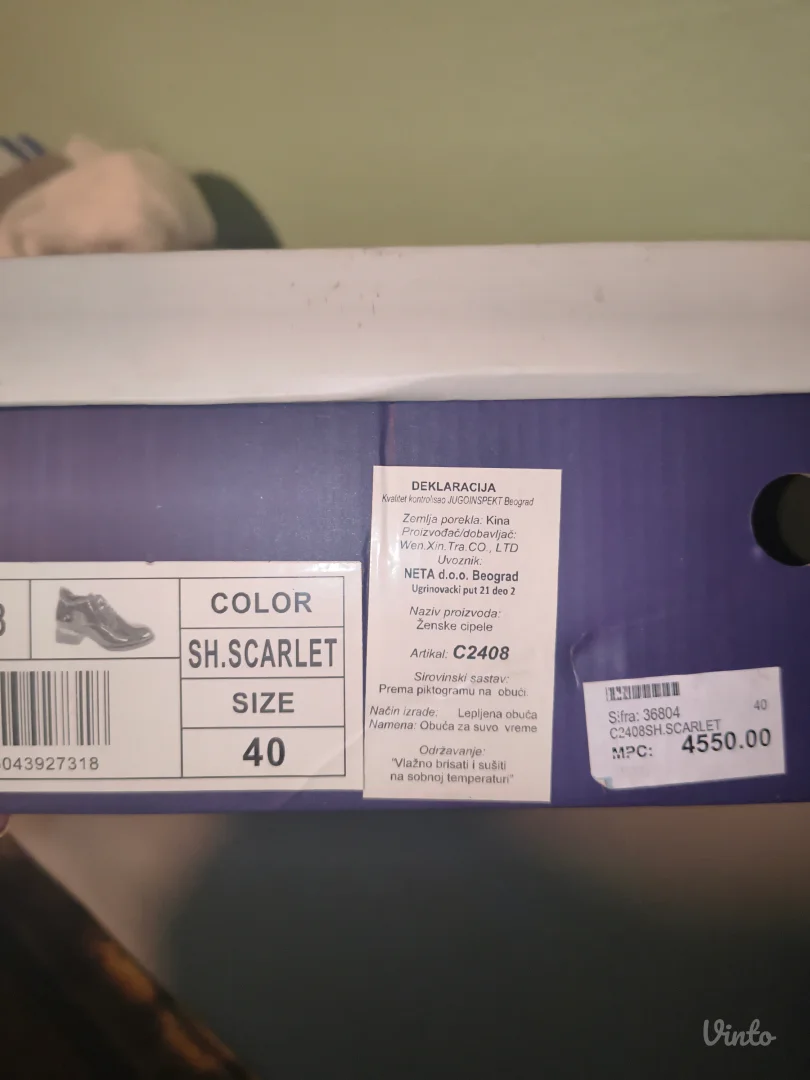 DEKLARACIJA
Kvalitet kontrolisao JUGOINSPEKT Beograd
Zemlja porekla: Kina
Proizvođač/dobavljač:
Wen.Xin.Tra.CO., LTD
Uvoznik.
NETA d.o.o. Beograd
Ugrinovacki put 21 deo 2
Naziv proizvoda:
Ženske cipele
Artikal: C2408
Sirovinski sastav:
Prema piktogramu na obući.
Način izrade: Lepljena obuća
Namena: Obuća za suvo vreme
Održavanje:
"Vlažno brisati i sušiti
na sobnoj temperaturi"
COLOR
SH.SCARLET
SIZE
40
043927318
Sifra: 36804
40
C2408SH.SCARLET
MPC: 4550.00
Vinto